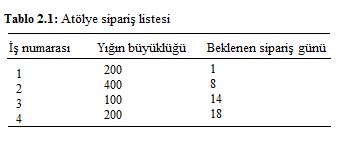 Tablo 2.1: Atölye sipariş listesi
İş numarası Yığın büyüklüğü Beklenen sipariş günü
1 200 1
2 400 8
3 100 14
4 200 18